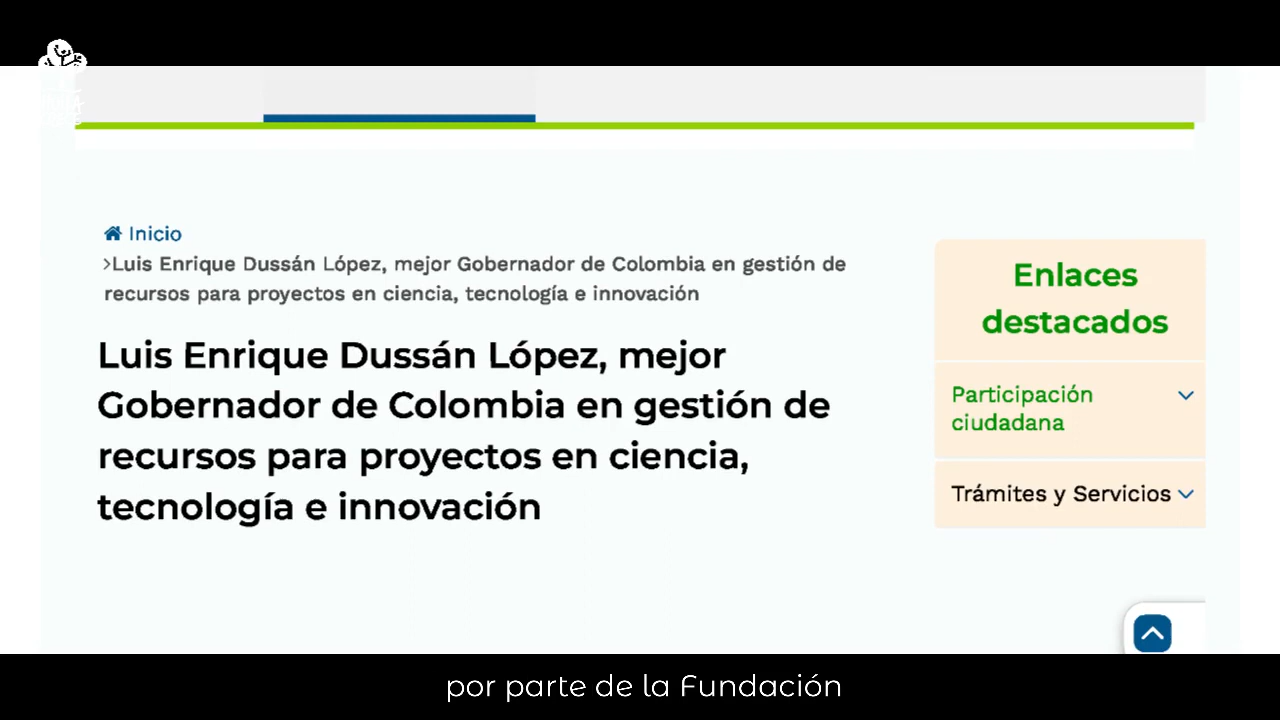 Inicio
>Luis Enrique Dussán López, mejor Gobernador de Colombia en gestión de
recursos para proyectos en ciencia, tecnología e innovación
Luis Enrique Dussán López, mejor
Gobernador de Colombia en gestión de
recursos para proyectos en ciencia,
tecnología e innovación
Enlaces
destacados
Participación
ciudadana
Trámites y Servicios
por parte de la Fundación